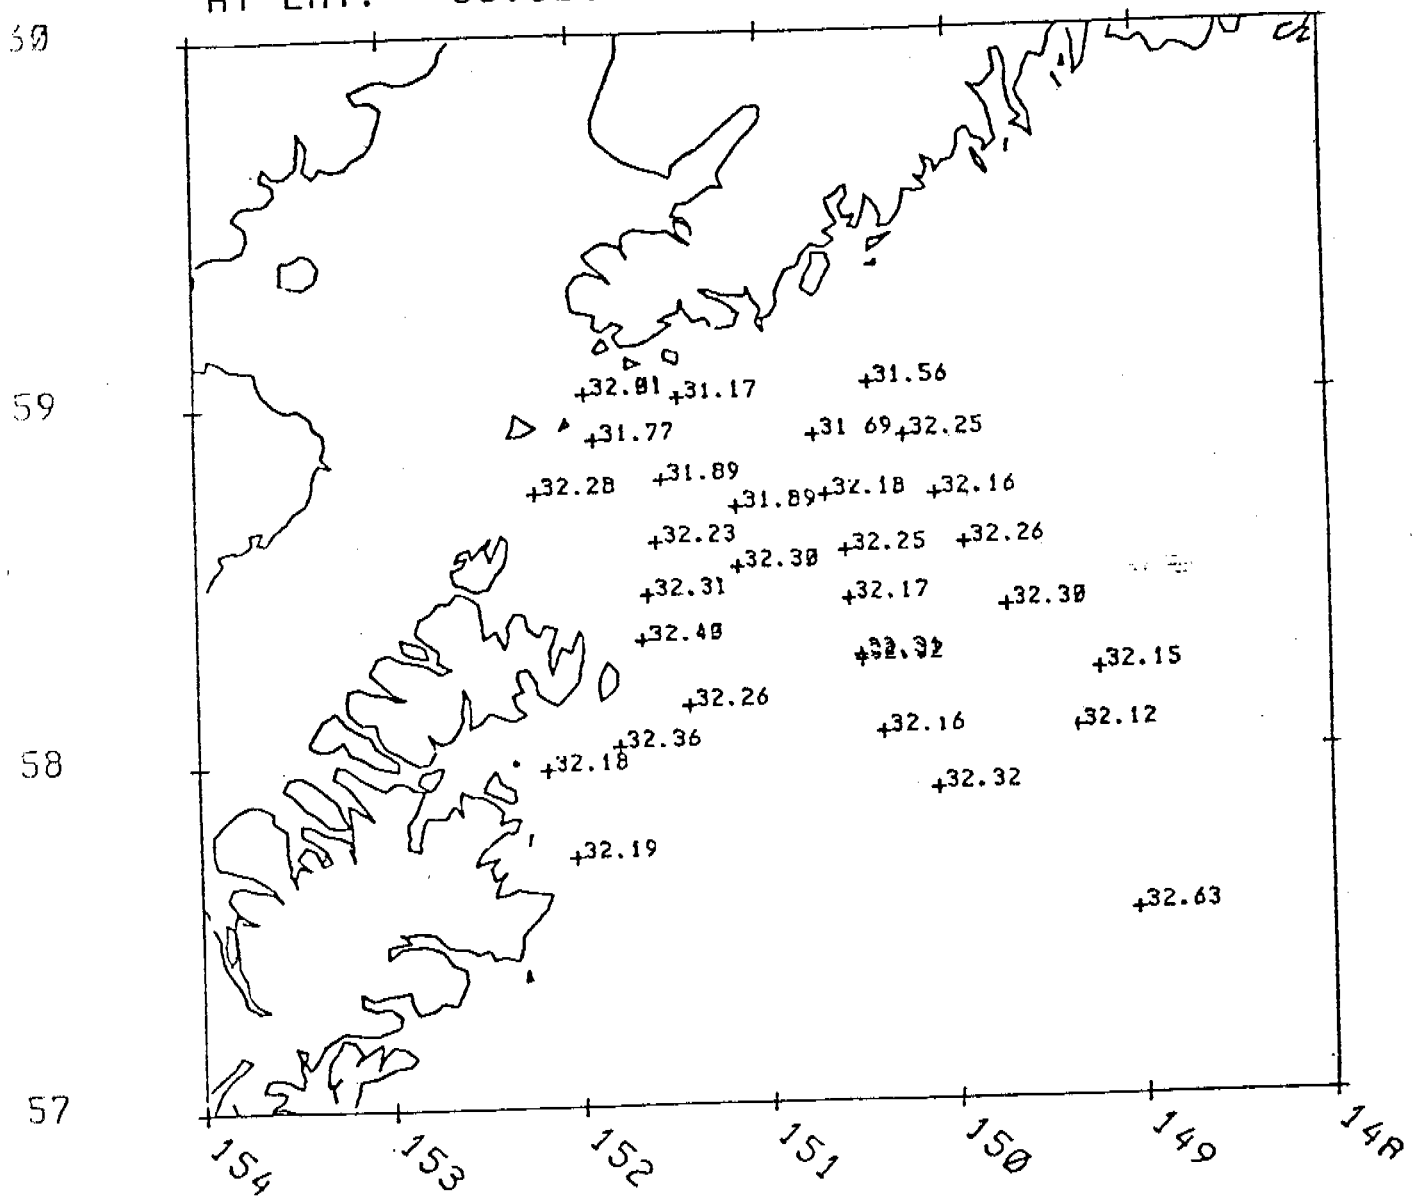 AT LAT.
60
+32.01 +31.17 +31.56
59
+31.77 +31 69 +32.25
+32.28 +31.89 +31.89 +32.18 +32.16
+32.23 +32.30 +32.25 +32.26
+32.31 +32.17 +32.30
+32.40 +32.15
+32.26 +32.16 +32.12
58
+32.18 +32.36 +32.32
+32.19
+32.63
57
154 153 152 151 150 149 148